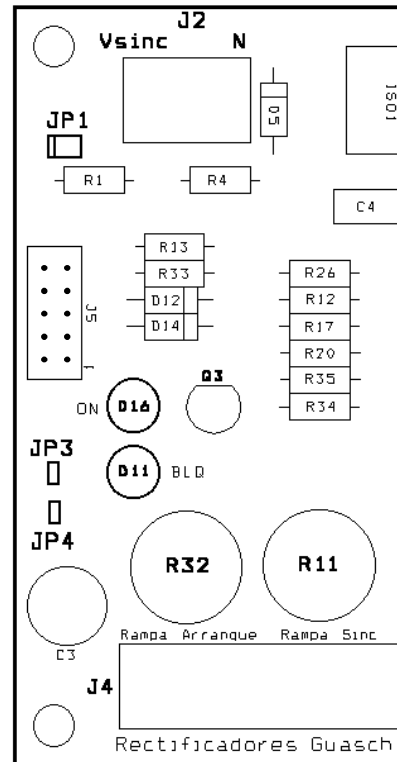 J2
Vsinc N
D5
ISO1
JP1
R1 R4
C4
R13
R33 R26
D12 R12
J5
D14 R17
R20
Q3
R35
ON D16 R34
JP3
D11 BLQ
JP4
R32 R11
Rampa Arranque Rampa Sinc
C3
J4
Rectificadores Guasch